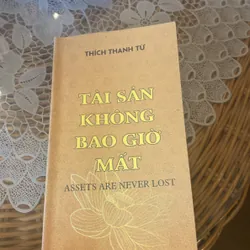 THÍCH THANH TỪ
TÀI SẢN
KHÔNG
BAO GIỜ
MẤT
ASSETS ARE NEVER LOST